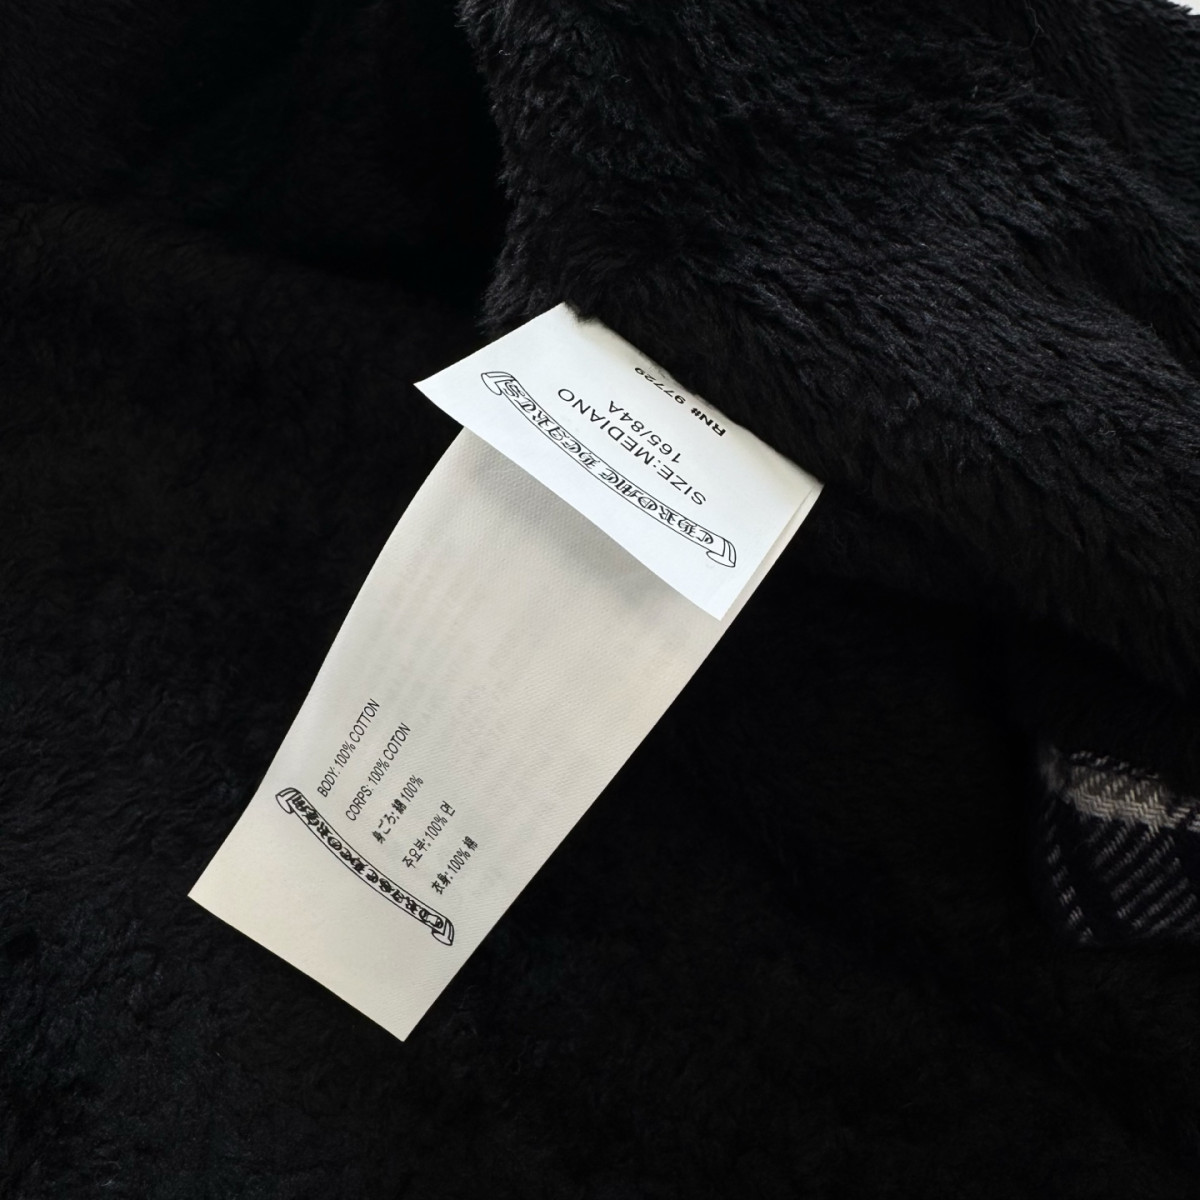 SIZE:MEDIANO
165/84A
RN# 97729
BODY: 100% COTTON
CORPS: 100% COTON
身ごろ: 綿 100%
주요부: 100% 면
衣身: 100% 棉